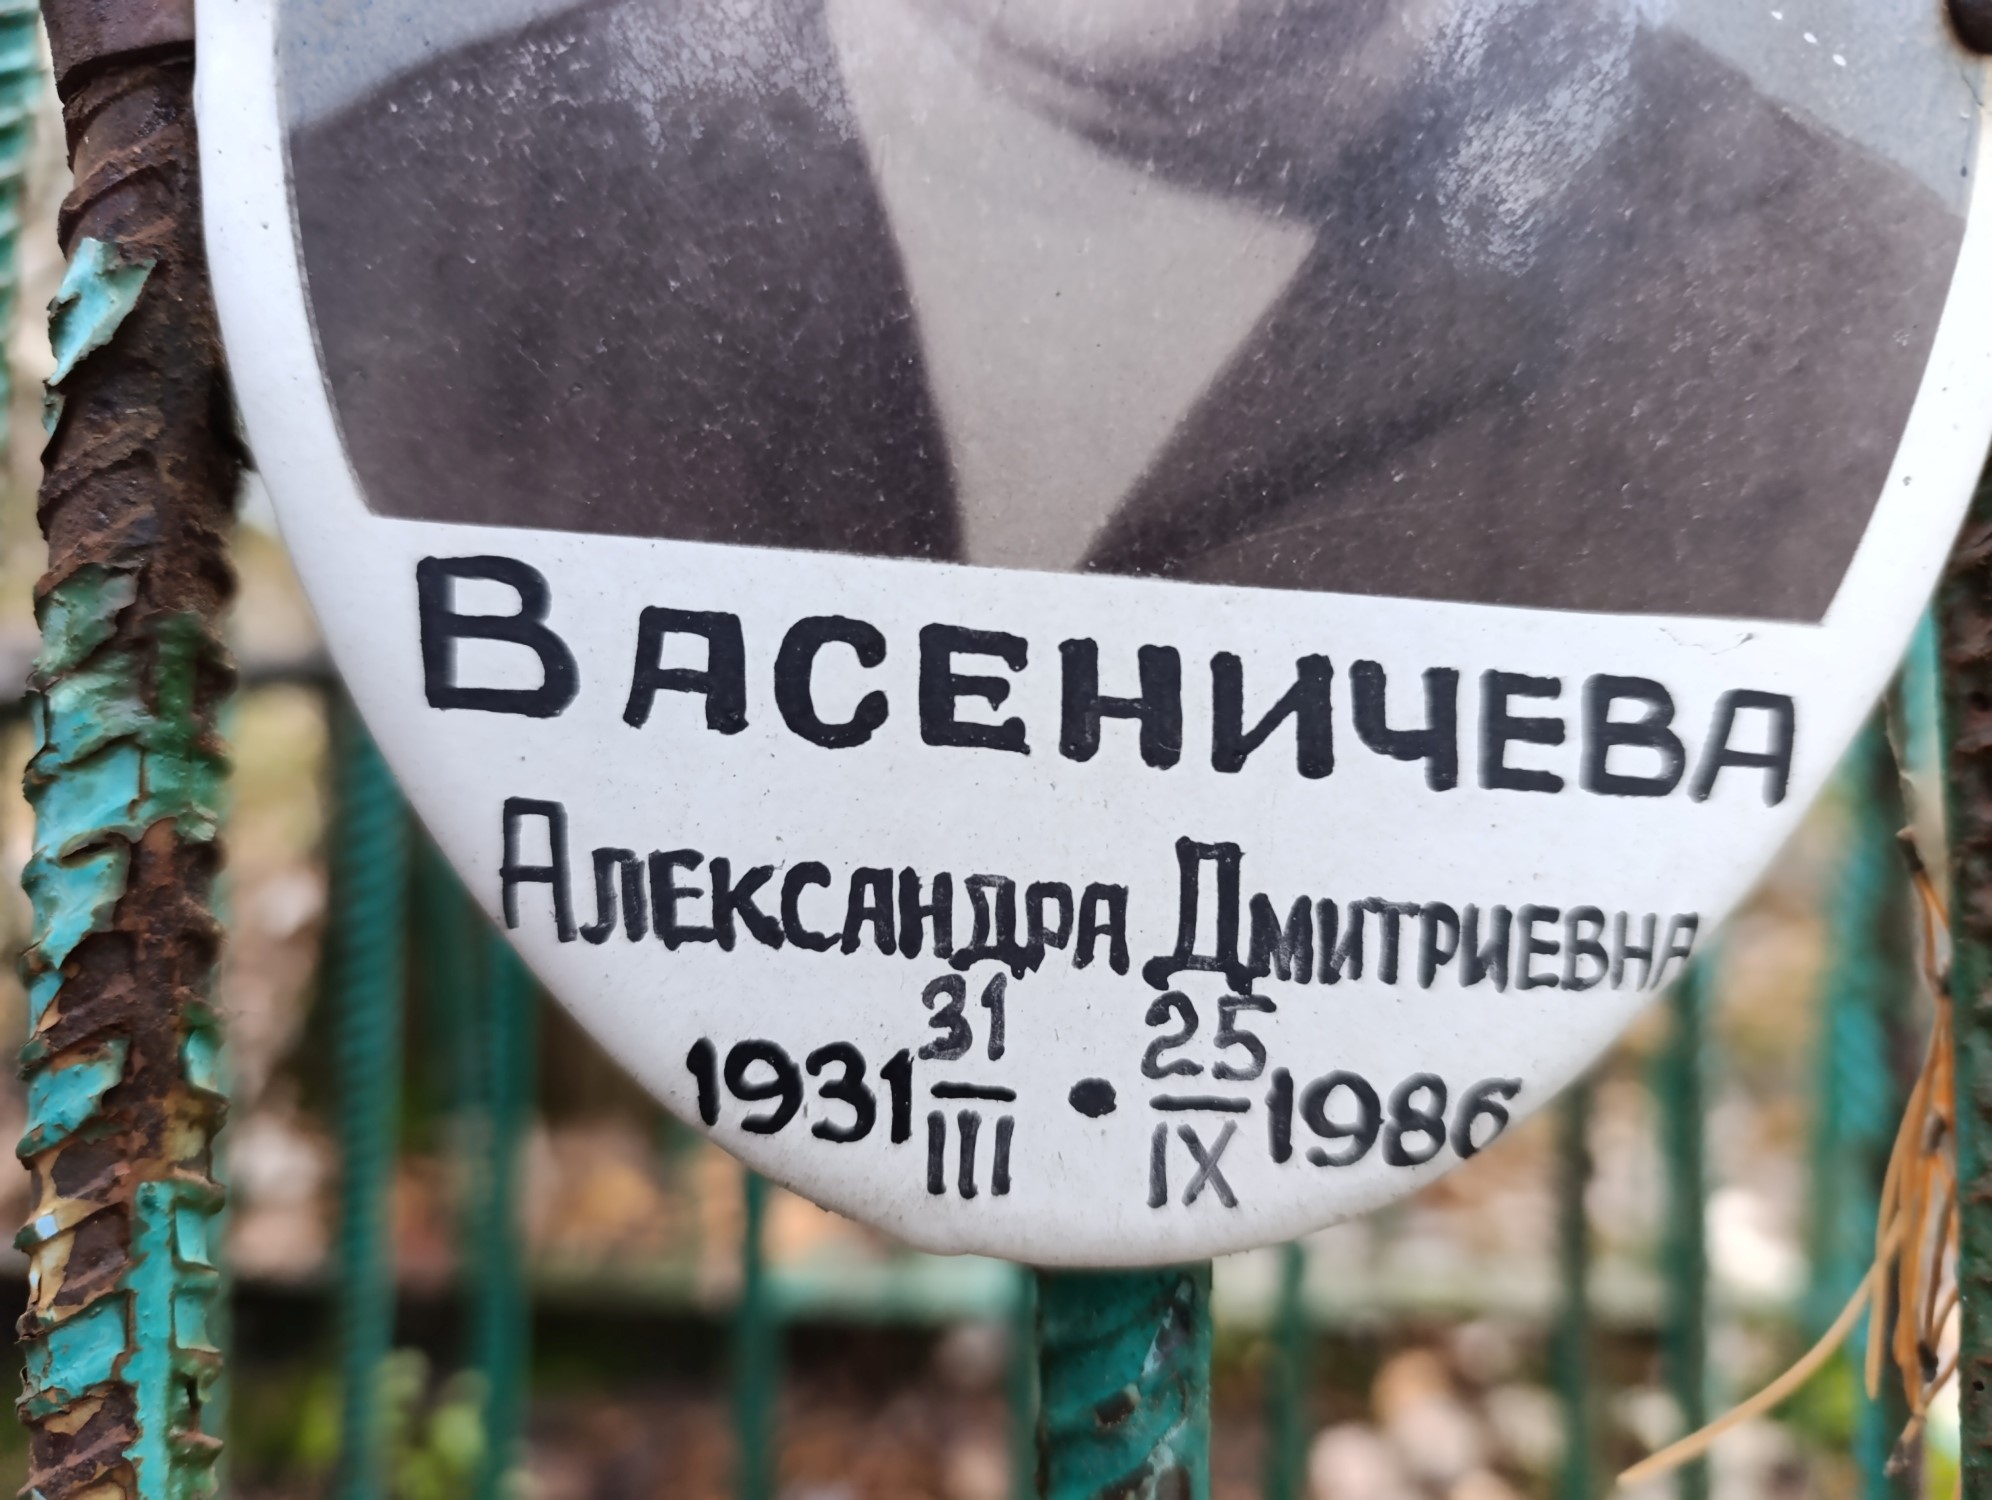 Васеничева
Александра Дмитриевна
1931 31/III • 25/IX 1986